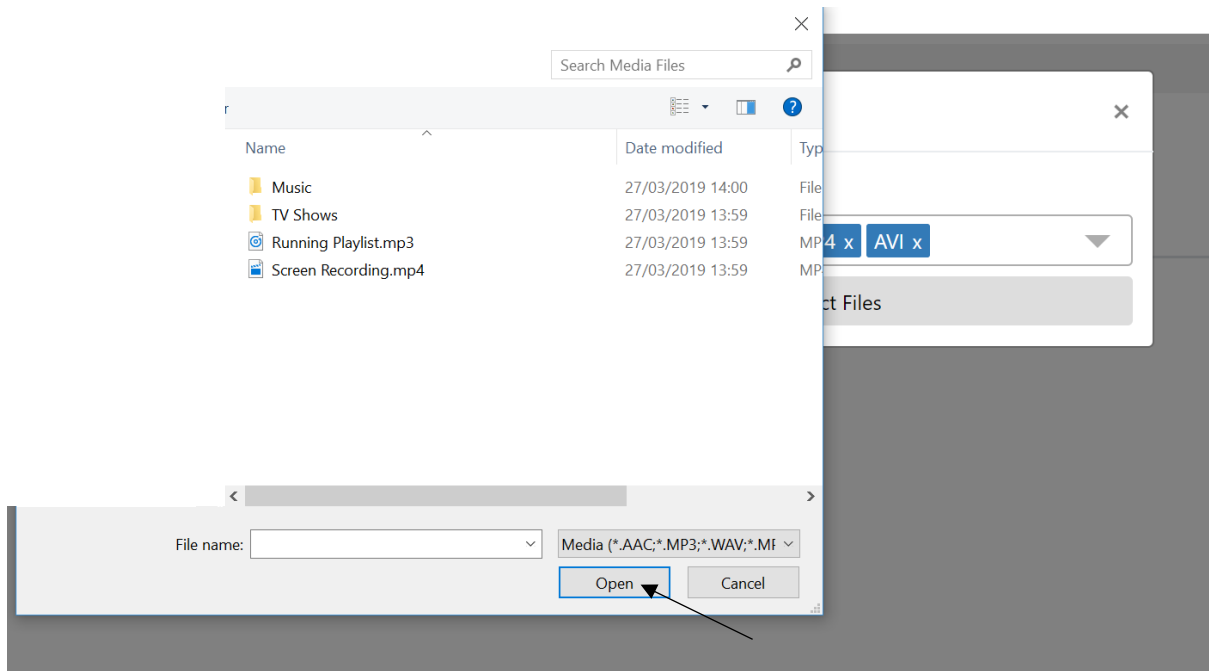 Search Media Files
r
Name Date modified Typ
Music 27/03/2019 14:00 File
TV Shows 27/03/2019 13:59 File
Running Playlist.mp3 27/03/2019 13:59 MP
Screen Recording.mp4 27/03/2019 13:59 MP
4 x AVI x
ct Files
File name: Media (*.AAC;*.MP3;*.WAV;*.MP
Open Cancel